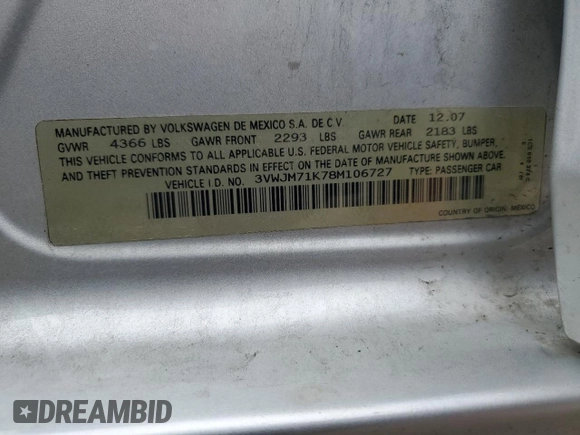 MANUFACTURED BY VOLKSWAGEN DE MEXICO S.A. DE C.V. DATE 12.07
GVWR 4366 LBS GAWR FRONT 2293 LBS GAWR REAR 2183 LBS
THIS VEHICLE CONFORMS TO ALL APPLICABLE U.S. FEDERAL MOTOR VEHICLE SAFETY, BUMPER,
AND THEFT PREVENTION STANDARDS IN EFFECT ON THE DATE OF MANUFACTURE SHOWN ABOVE.
VEHICLE I.D. NO. 3VWJM71K78M106727 TYPE: PASSENGER CAR
COUNTRY OF ORIGIN: MEXICO
DREAMBID